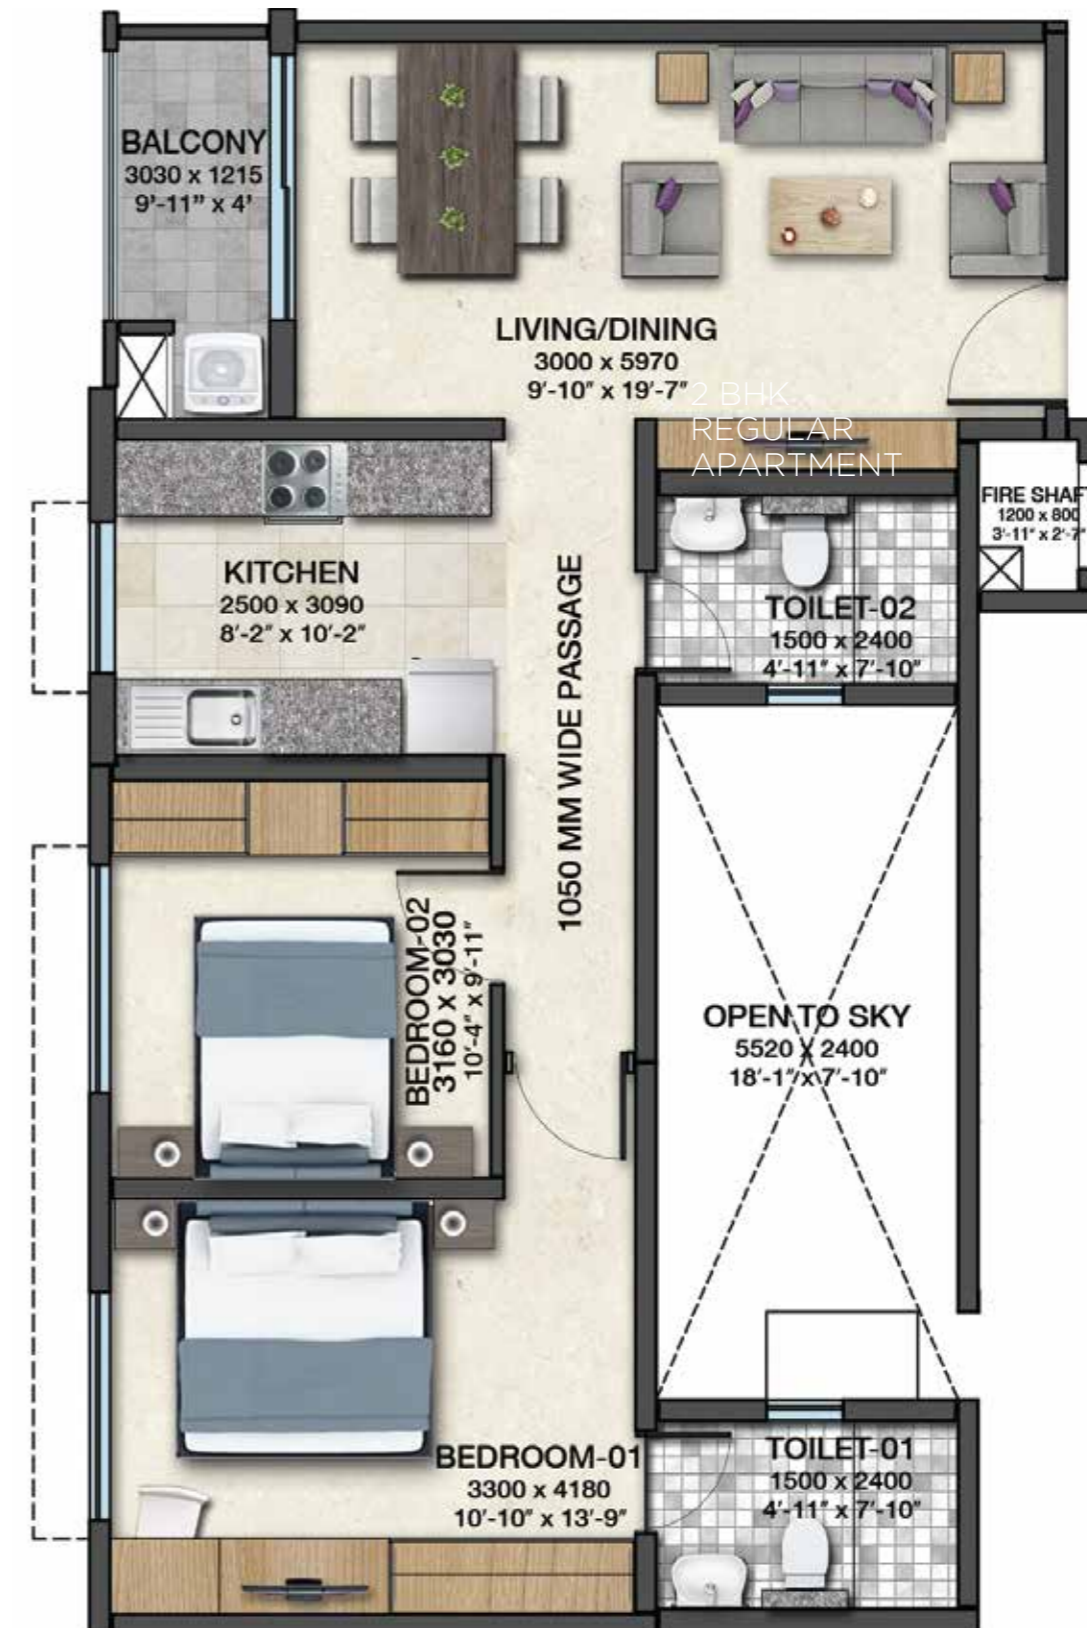 BALCONY
3030 x 1215
9'-11" x 4'
LIVING/DINING
3000 x 5970
9'-10" x 19'-7"
2 BHK
REGULAR
APARTMENT
FIRE SHAFT
1200 x 800
3'-11" x 2'-7"
KITCHEN
2500 x 3090
8'-2" x 10'-2"
1050 MM WIDE PASSAGE
TOILET-02
1500 x 2400
4'-11" x 7'-10"
BEDROOM-02
3160 x 3030
10'-4" x 9'-11"
OPEN TO SKY
5520 X 2400
18'-1" x 7'-10"
BEDROOM-01
3300 x 4180
10'-10" x 13'-9"
TOILET-01
1500 x 2400
4'-11" x 7'-10"